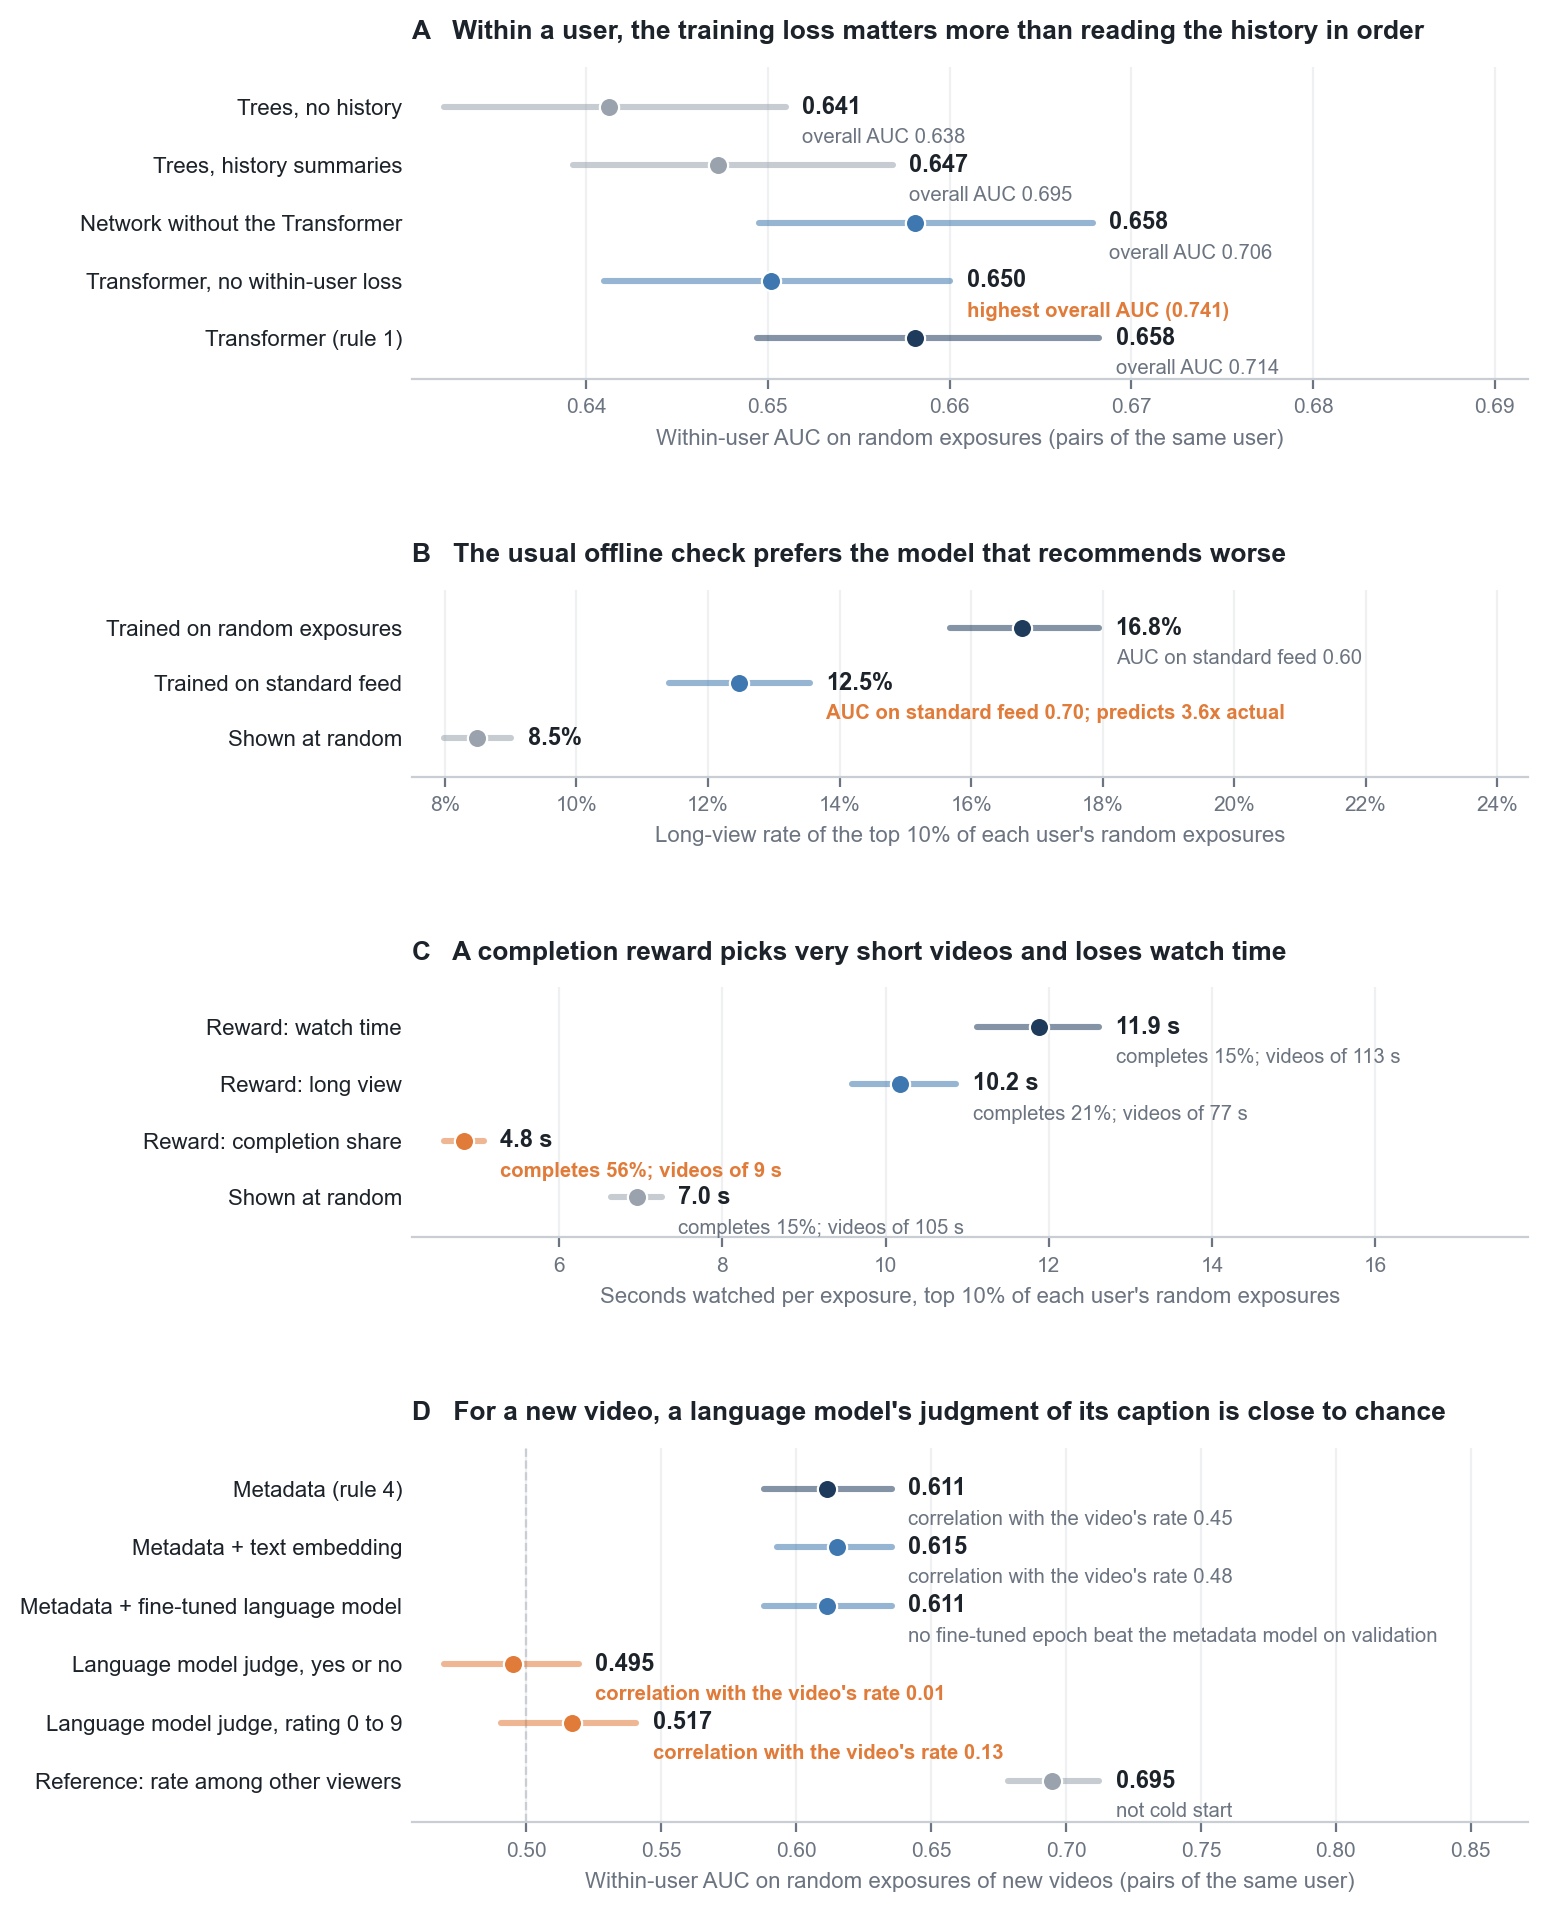 A Within a user, the training loss matters more than reading the history in order
Trees, no history
0.641
overall AUC 0.638
Trees, history summaries
0.647
overall AUC 0.695
Network without the Transformer
0.658
overall AUC 0.706
Transformer, no within-user loss
0.650
highest overall AUC (0.741)
Transformer (rule 1)
0.658
overall AUC 0.714
0.64 0.65 0.66 0.67 0.68 0.69
Within-user AUC on random exposures (pairs of the same user)
B The usual offline check prefers the model that recommends worse
Trained on random exposures
16.8%
AUC on standard feed 0.60
Trained on standard feed
12.5%
AUC on standard feed 0.70; predicts 3.6x actual
Shown at random
8.5%
8% 10% 12% 14% 16% 18% 20% 22% 24%
Long-view rate of the top 10% of each user's random exposures
C A completion reward picks very short videos and loses watch time
Reward: watch time
11.9 s
completes 15%; videos of 113 s
Reward: long view
10.2 s
completes 21%; videos of 77 s
Reward: completion share
4.8 s
completes 56%; videos of 9 s
Shown at random
7.0 s
completes 15%; videos of 105 s
6 8 10 12 14 16
Seconds watched per exposure, top 10% of each user's random exposures
D For a new video, a language model's judgment of its caption is close to chance
Metadata (rule 4)
0.611
correlation with the video's rate 0.45
Metadata + text embedding
0.615
correlation with the video's rate 0.48
Metadata + fine-tuned language model
0.611
no fine-tuned epoch beat the metadata model on validation
Language model judge, yes or no
0.495
correlation with the video's rate 0.01
Language model judge, rating 0 to 9
0.517
correlation with the video's rate 0.13
Reference: rate among other viewers
0.695
not cold start
0.50 0.55 0.60 0.65 0.70 0.75 0.80 0.85
Within-user AUC on random exposures of new videos (pairs of the same user)